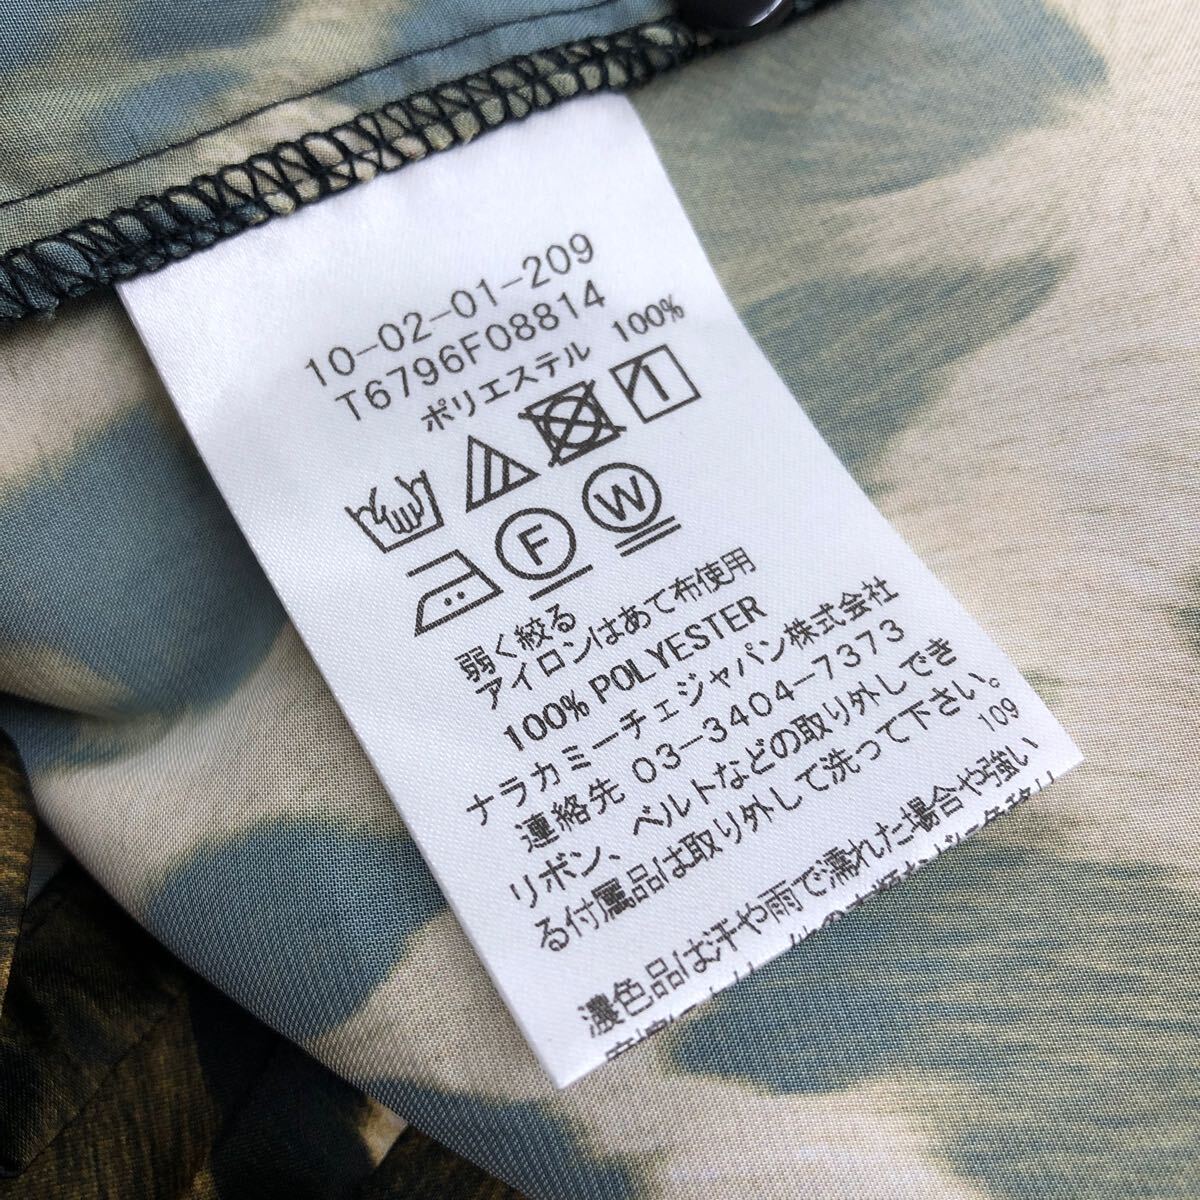 10-02-01-209
T6796F08814
ポリエステル 100%
F
W
弱く絞る
アイロンはあて布使用
100% POLYESTER
ナラカミーチェジャパン株式会社
連絡先 03-3404-7373
リボン、ベルトなどの取り外しでき
る付属品は取り外して洗って下さい。
109
濃色品は汗や雨で濡れた場合や強い